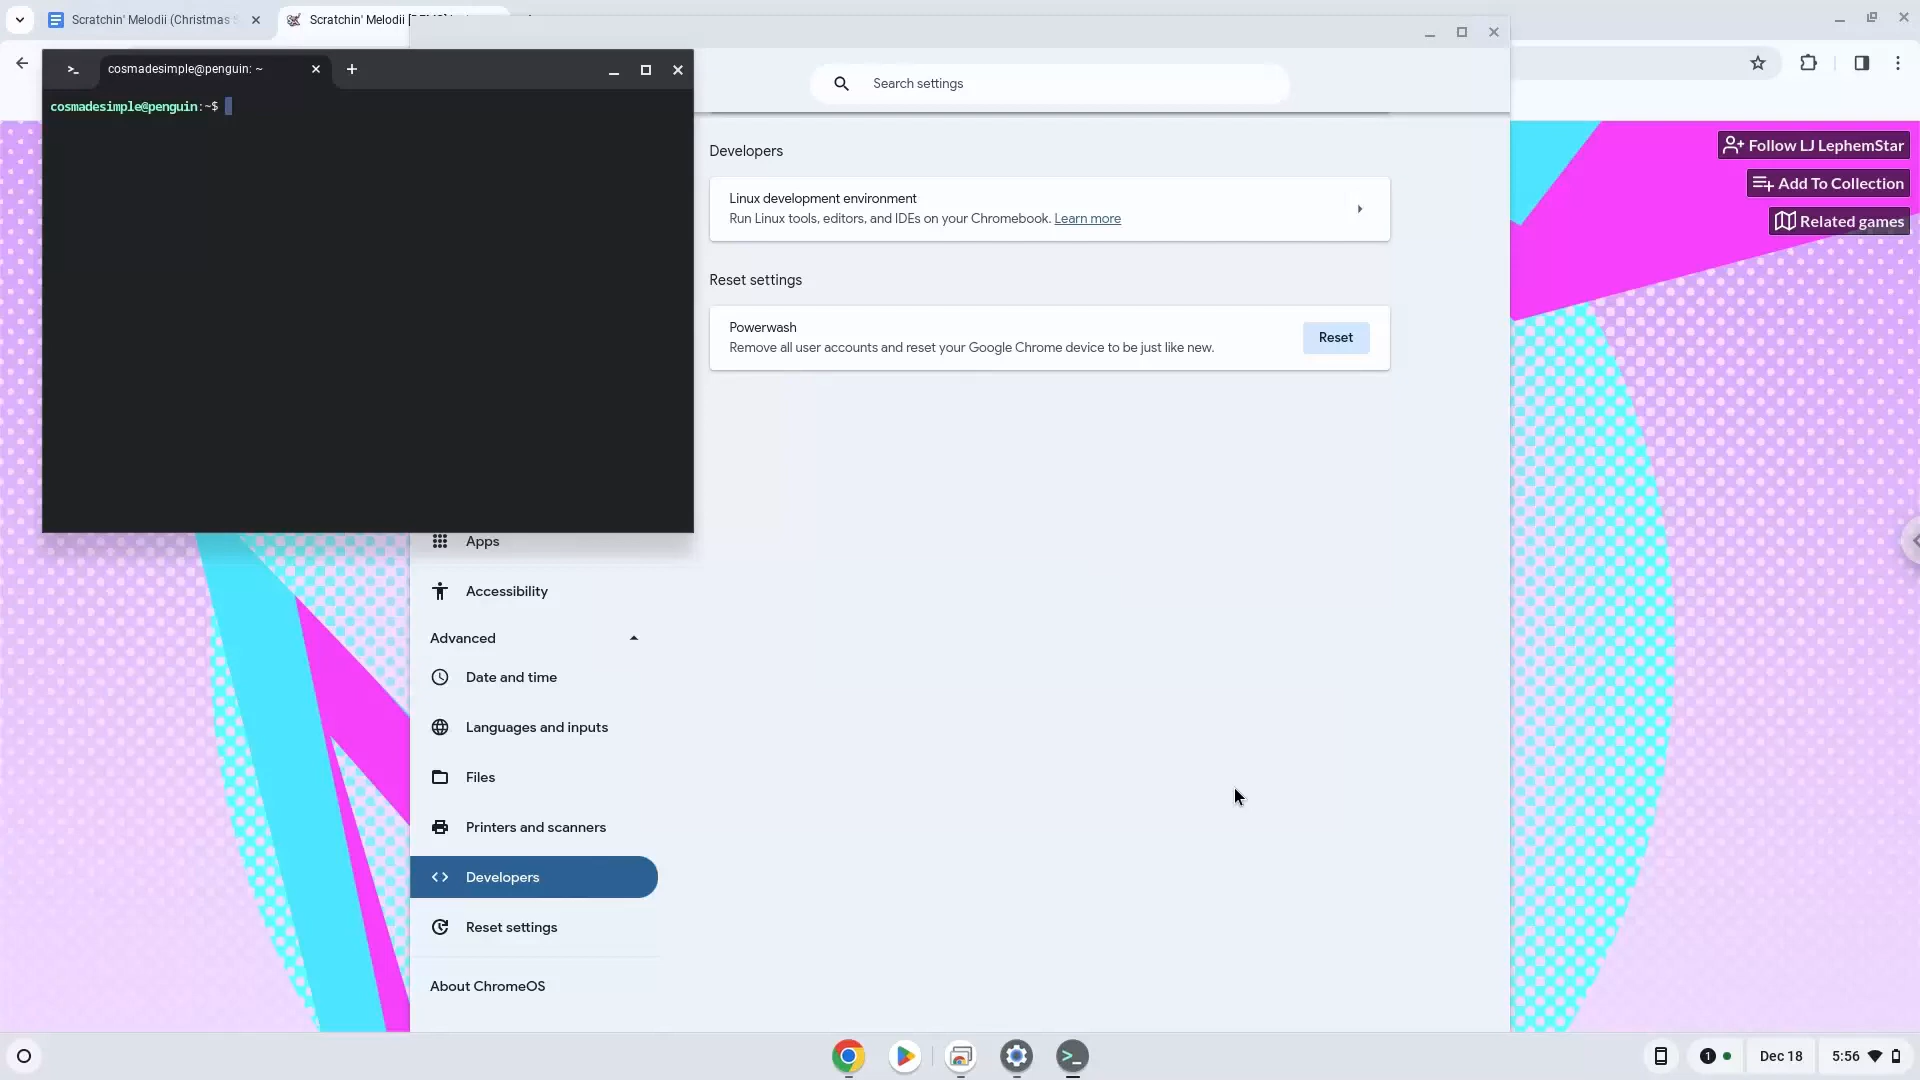 Scratchin' Melodii (Christmas
Scratchin' Melodii
cosmadesimple@penguin: ~
cosmadesimple@penguin:~$
Search settings
Developers
Linux development environment
Run Linux tools, editors, and IDEs on your Chromebook. Learn more
Reset settings
Powerwash
Remove all user accounts and reset your Google Chrome device to be just like new.
Reset
Apps
Accessibility
Advanced
Date and time
Languages and inputs
Files
Printers and scanners
Developers
Reset settings
About ChromeOS
Follow LJ LephemStar
Add To Collection
Related games
1
Dec 18
5:56